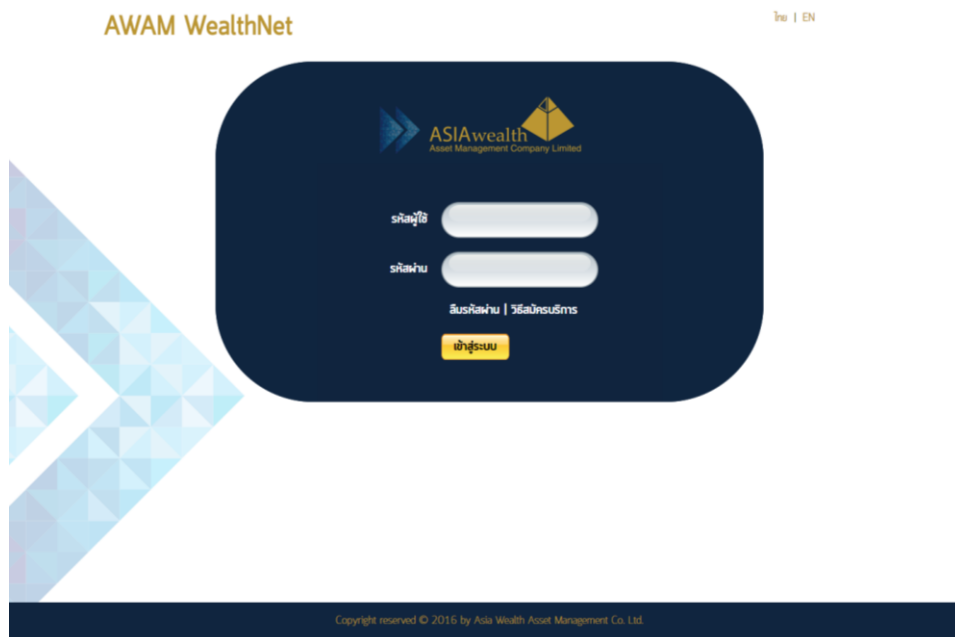 AWAM WealthNet
ไทย | EN
ASIAwealth
Asset Management Company Limited
รหัสผู้ใช้
รหัสผ่าน
ลืมรหัสผ่าน | วิธีสมัครบริการ
เข้าสู่ระบบ
Copyright reserved © 2016 by Asia Wealth Asset Management Co. Ltd.